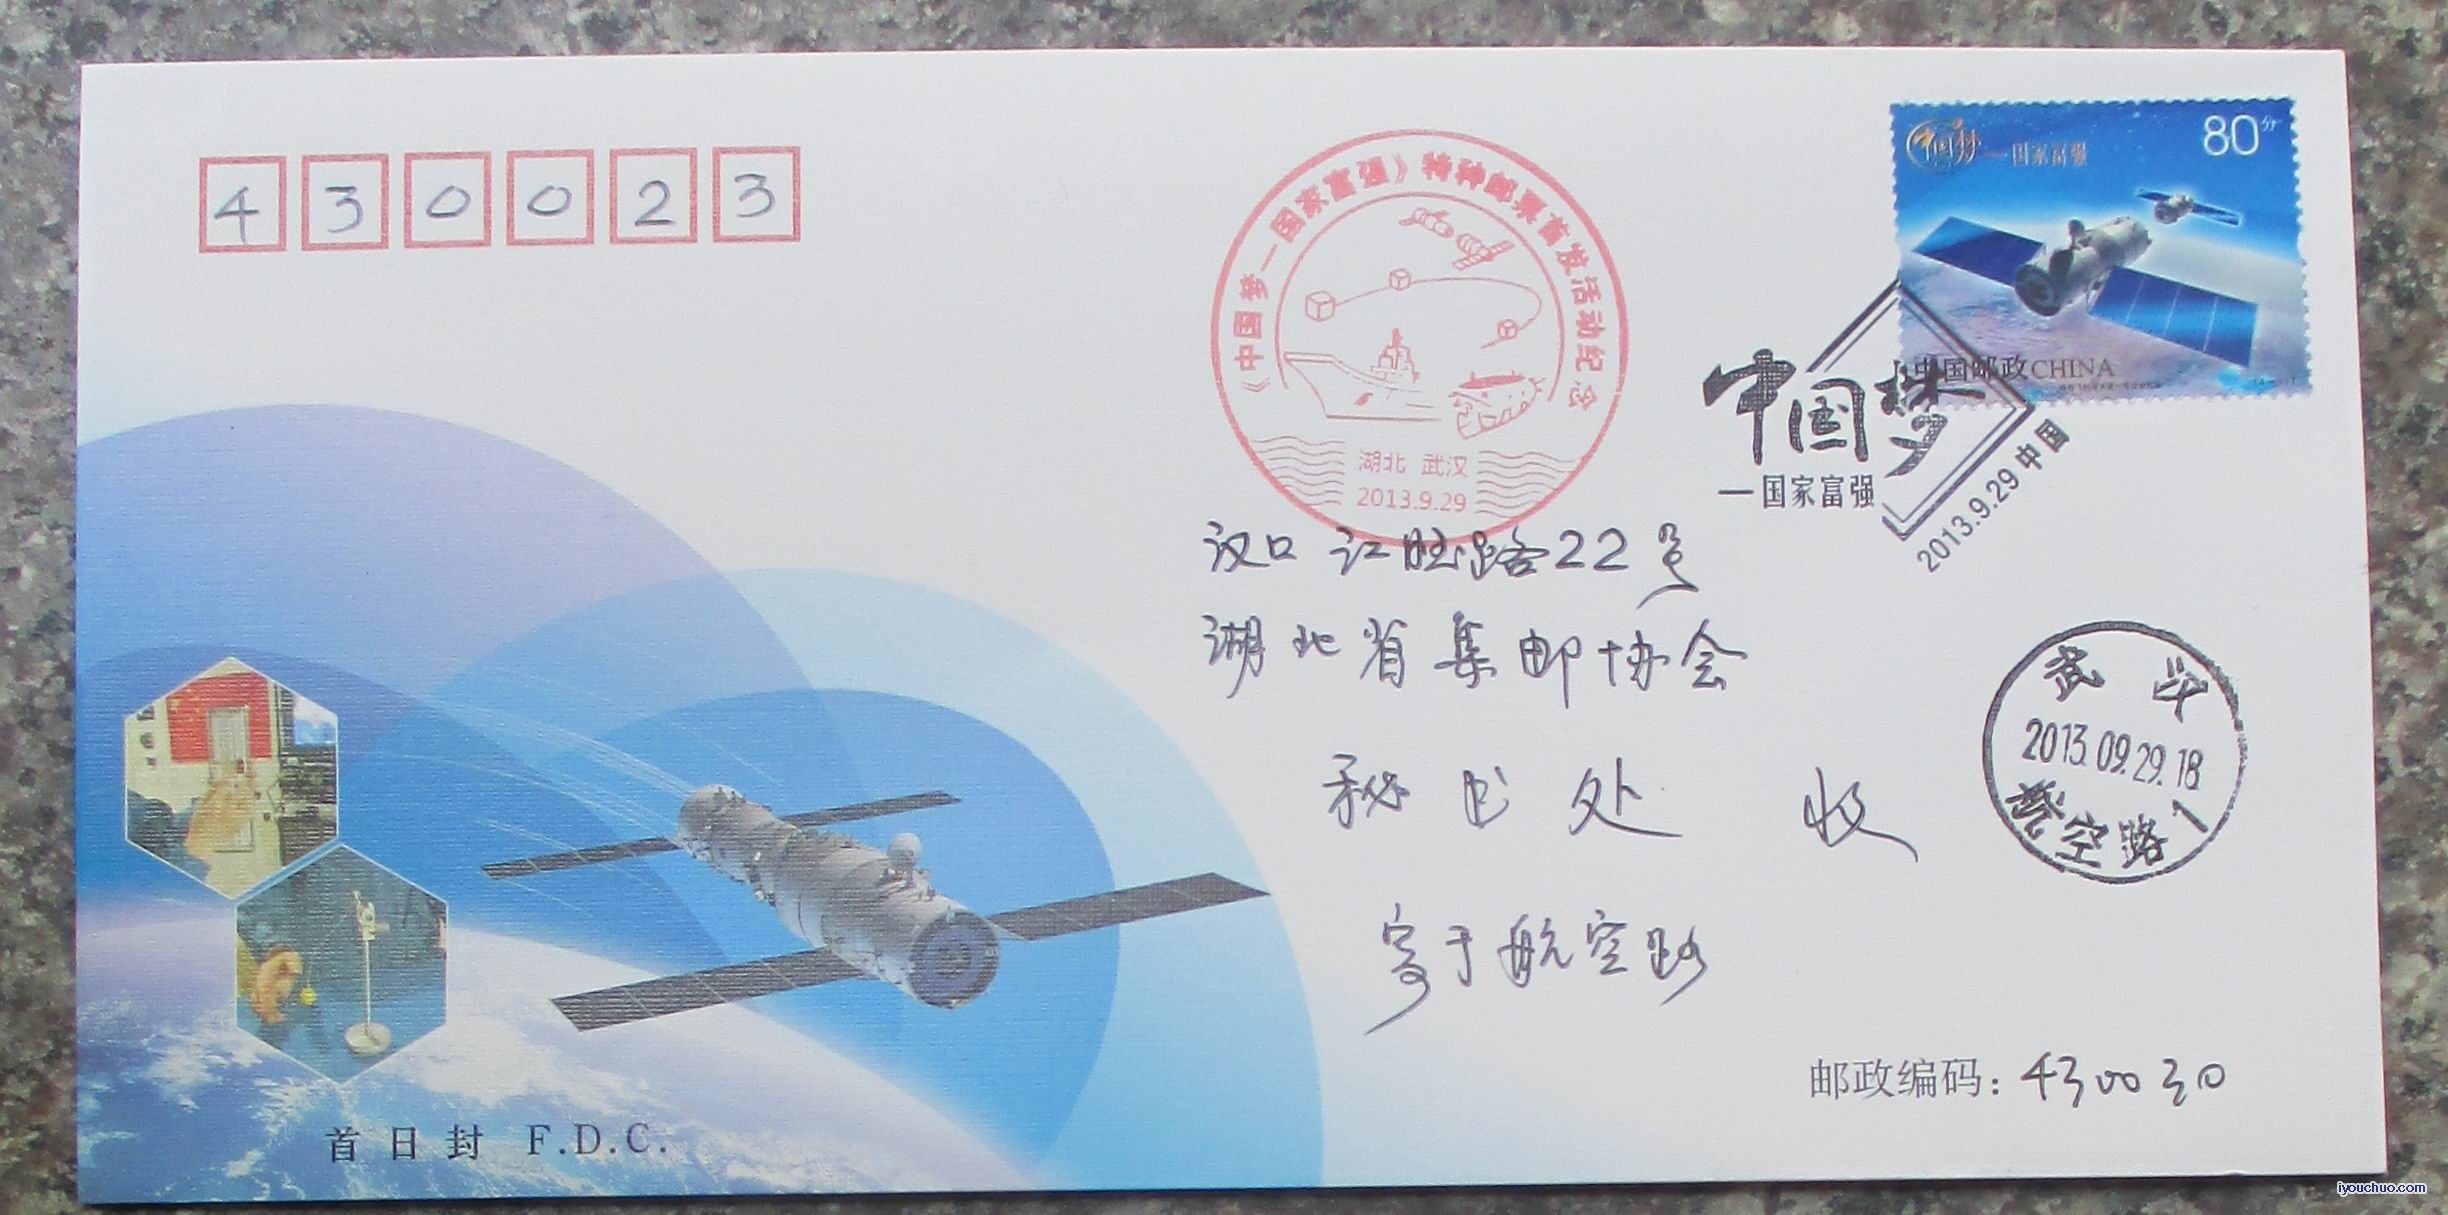 430023
中国梦—国家富强
80分
中国邮政CHINA
《中国梦—国家富强》特种邮票首发活动纪念
湖北 武汉
2013.9.29
中国梦
—国家富强
2013.9.29 中国
汉口 江旺路22号
湖北省集邮协会
秘书处 收
寄于航空路
武汉
2013.09.29.18
航空路1
邮政编码：430030
首日封 F.D.C.
iyouchuo.com